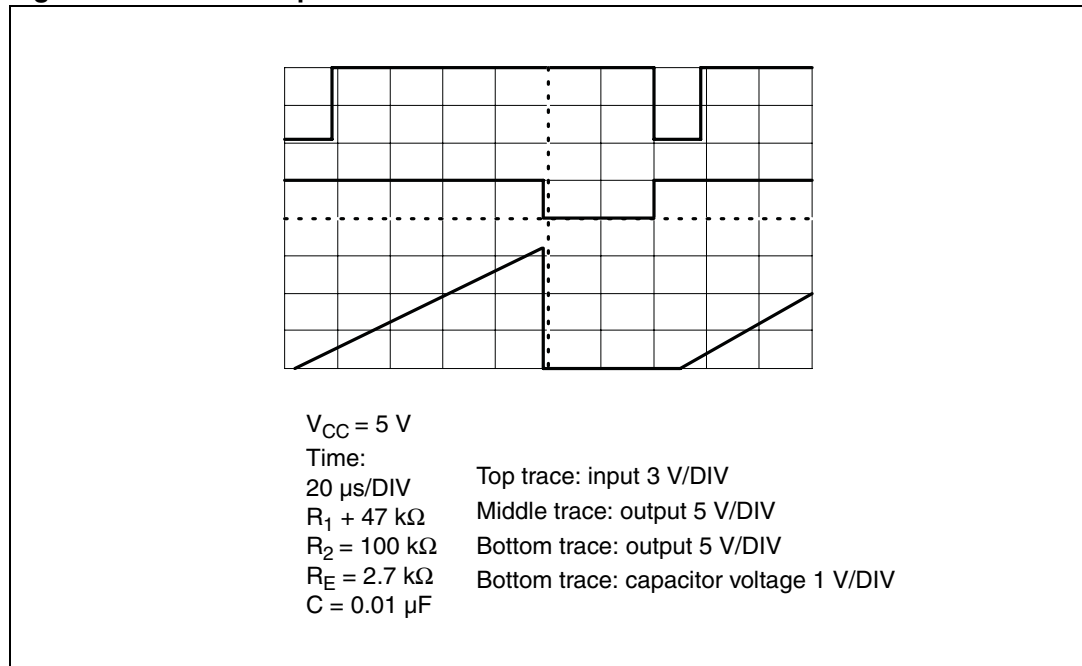 V_CC = 5 V
Time:
20 µs/DIV
R_1 + 47 kΩ
R_2 = 100 kΩ
R_E = 2.7 kΩ
C = 0.01 µF
Top trace: input 3 V/DIV
Middle trace: output 5 V/DIV
Bottom trace: output 5 V/DIV
Bottom trace: capacitor voltage 1 V/DIV